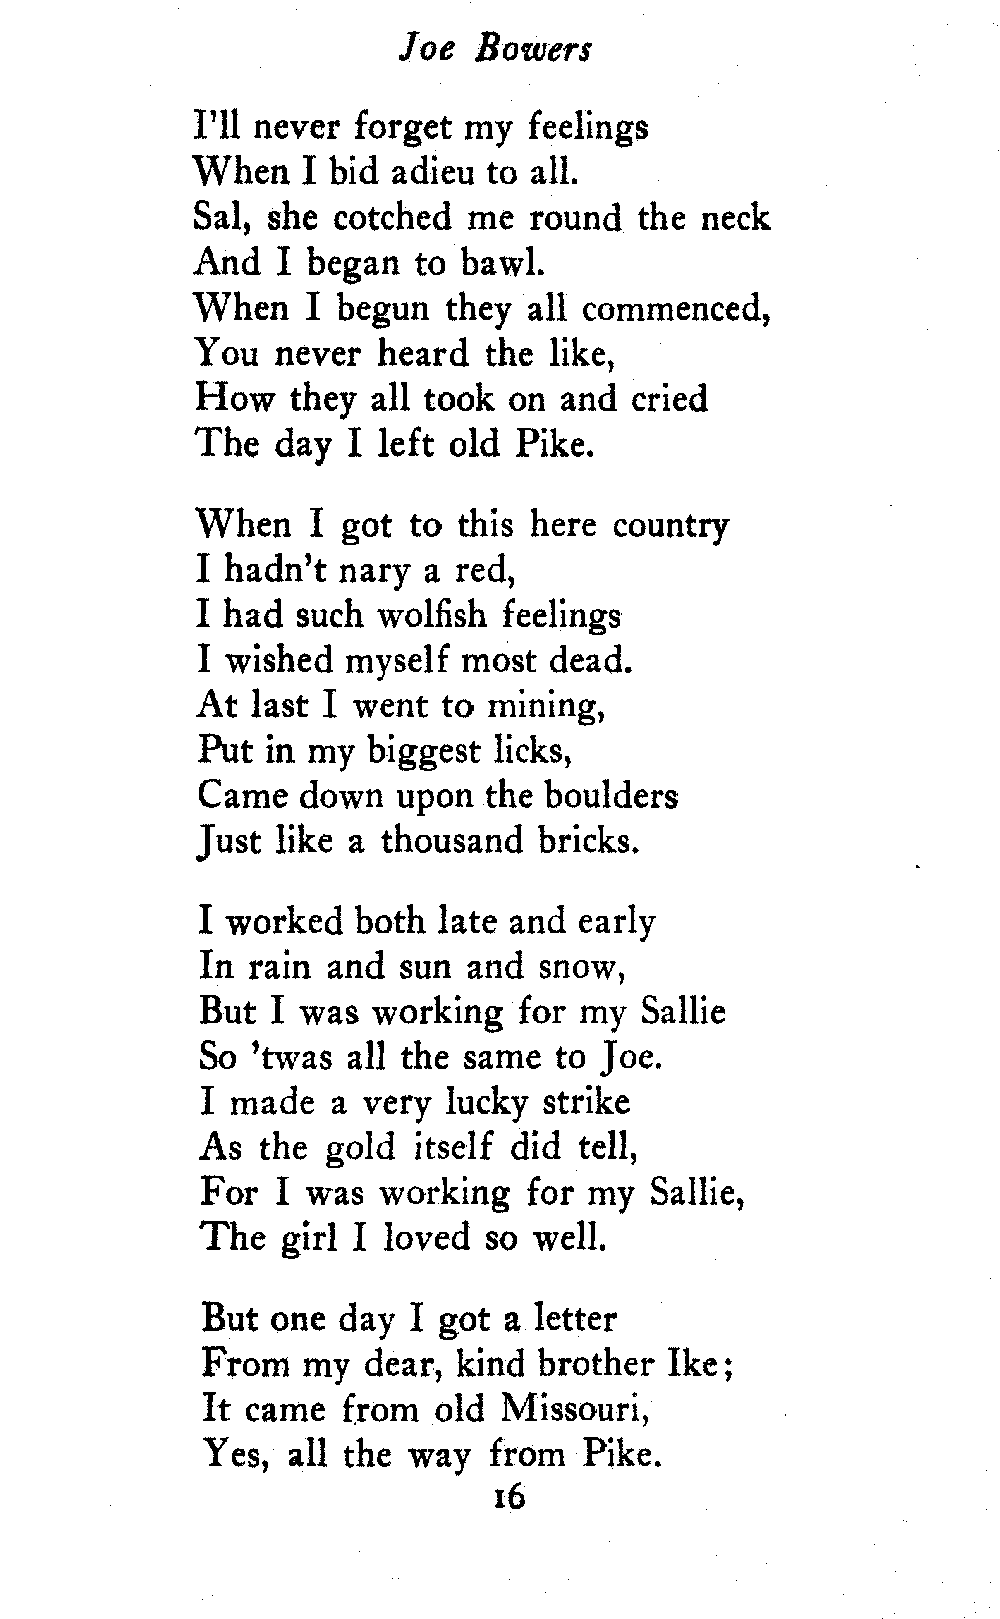 Joe Bowers
I'll never forget my feelings
When I bid adieu to all.
Sal, she cotched me round the neck
And I began to bawl.
When I begun they all commenced,
You never heard the like,
How they all took on and cried
The day I left old Pike.
When I got to this here country
I hadn't nary a red,
I had such wolfish feelings
I wished myself most dead.
At last I went to mining,
Put in my biggest licks,
Came down upon the boulders
Just like a thousand bricks.
I worked both late and early
In rain and sun and snow,
But I was working for my Sallie
So 'twas all the same to Joe.
I made a very lucky strike
As the gold itself did tell,
For I was working for my Sallie,
The girl I loved so well.
But one day I got a letter
From my dear, kind brother Ike;
It came from old Missouri,
Yes, all the way from Pike.
16